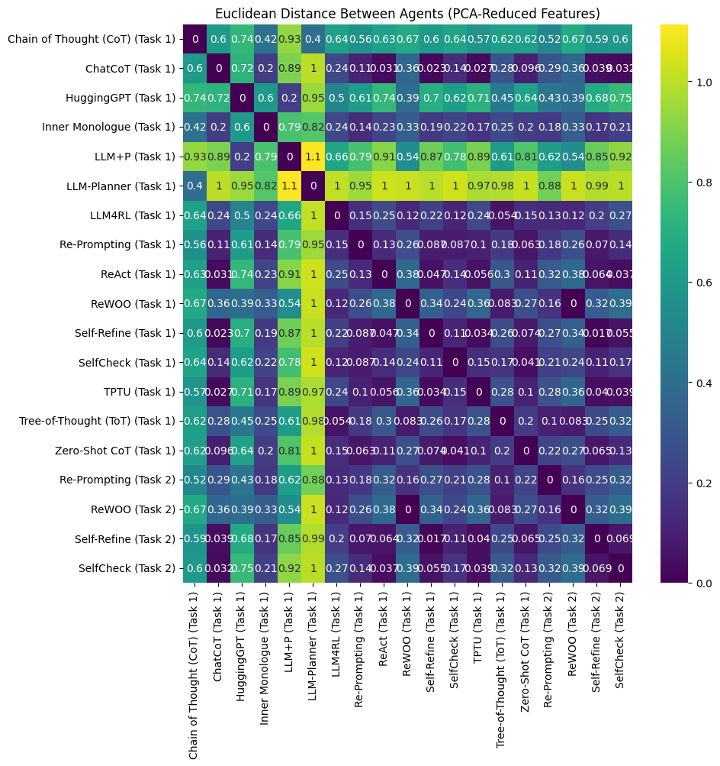 Euclidean Distance Between Agents (PCA-Reduced Features)
Chain of Thought (CoT) (Task 1) 0 0.6 0.74 0.42 0.93 0.4 0.64 0.56 0.63 0.67 0.6 0.64 0.57 0.62 0.62 0.52 0.67 0.59 0.6
ChatCoT (Task 1) 0.6 0 0.72 0.2 0.89 1 0.24 0.11 0.031 0.36 0.023 0.14 0.027 0.28 0.096 0.29 0.36 0.039 0.032
HuggingGPT (Task 1) 0.74 0.72 0 0.6 0.2 0.95 0.5 0.61 0.74 0.39 0.7 0.62 0.71 0.45 0.64 0.43 0.39 0.68 0.75
Inner Monologue (Task 1) 0.42 0.2 0.6 0 0.79 0.82 0.24 0.14 0.23 0.33 0.19 0.22 0.17 0.25 0.2 0.18 0.33 0.17 0.21
LLM+P (Task 1) 0.93 0.89 0.2 0.79 0 1.1 0.66 0.79 0.91 0.54 0.87 0.78 0.89 0.61 0.81 0.62 0.54 0.85 0.92
LLM-Planner (Task 1) 0.4 1 0.95 0.82 1.1 0 1 0.95 1 1 1 1 0.97 0.98 1 0.88 1 0.99 1
LLM4RL (Task 1) 0.64 0.24 0.5 0.24 0.66 1 0 0.15 0.25 0.12 0.22 0.12 0.24 0.054 0.15 0.13 0.12 0.2 0.27
Re-Prompting (Task 1) 0.56 0.11 0.61 0.14 0.79 0.95 0.15 0 0.13 0.26 0.087 0.087 0.1 0.18 0.063 0.18 0.26 0.07 0.14
ReAct (Task 1) 0.63 0.031 0.74 0.23 0.91 1 0.25 0.13 0 0.38 0.047 0.14 0.056 0.3 0.11 0.32 0.38 0.064 0.037
ReWOO (Task 1) 0.67 0.36 0.39 0.33 0.54 1 0.12 0.26 0.38 0 0.34 0.24 0.36 0.083 0.27 0.16 0 0.32 0.39
Self-Refine (Task 1) 0.6 0.023 0.7 0.19 0.87 1 0.22 0.087 0.047 0.34 0 0.11 0.034 0.26 0.074 0.27 0.34 0.017 0.055
SelfCheck (Task 1) 0.64 0.14 0.62 0.22 0.78 1 0.12 0.087 0.14 0.24 0.11 0 0.15 0.17 0.041 0.21 0.24 0.11 0.17
TPTU (Task 1) 0.57 0.027 0.71 0.17 0.89 0.97 0.24 0.1 0.056 0.36 0.034 0.15 0 0.28 0.1 0.28 0.36 0.04 0.039
Tree-of-Thought (ToT) (Task 1) 0.62 0.28 0.45 0.25 0.61 0.98 0.054 0.18 0.3 0.083 0.26 0.17 0.28 0 0.2 0.1 0.083 0.25 0.32
Zero-Shot CoT (Task 1) 0.62 0.096 0.64 0.2 0.81 1 0.15 0.063 0.11 0.27 0.074 0.041 0.1 0.2 0 0.22 0.27 0.065 0.13
Re-Prompting (Task 2) 0.52 0.29 0.43 0.18 0.62 0.88 0.13 0.18 0.32 0.16 0.27 0.21 0.28 0.1 0.22 0 0.16 0.25 0.32
ReWOO (Task 2) 0.67 0.36 0.39 0.33 0.54 1 0.12 0.26 0.38 0 0.34 0.24 0.36 0.083 0.27 0.16 0 0.32 0.39
Self-Refine (Task 2) 0.59 0.039 0.68 0.17 0.85 0.99 0.2 0.07 0.064 0.32 0.017 0.11 0.04 0.25 0.065 0.25 0.32 0 0.069
SelfCheck (Task 2) 0.6 0.032 0.75 0.21 0.92 1 0.27 0.14 0.037 0.39 0.055 0.17 0.039 0.32 0.13 0.32 0.39 0.069 0
Chain of Thought (CoT) (Task 1)
ChatCoT (Task 1)
HuggingGPT (Task 1)
Inner Monologue (Task 1)
LLM+P (Task 1)
LLM-Planner (Task 1)
LLM4RL (Task 1)
Re-Prompting (Task 1)
ReAct (Task 1)
ReWOO (Task 1)
Self-Refine (Task 1)
SelfCheck (Task 1)
TPTU (Task 1)
Tree-of-Thought (ToT) (Task 1)
Zero-Shot CoT (Task 1)
Re-Prompting (Task 2)
ReWOO (Task 2)
Self-Refine (Task 2)
SelfCheck (Task 2)
1.0
0.8
0.6
0.4
0.2
0.0